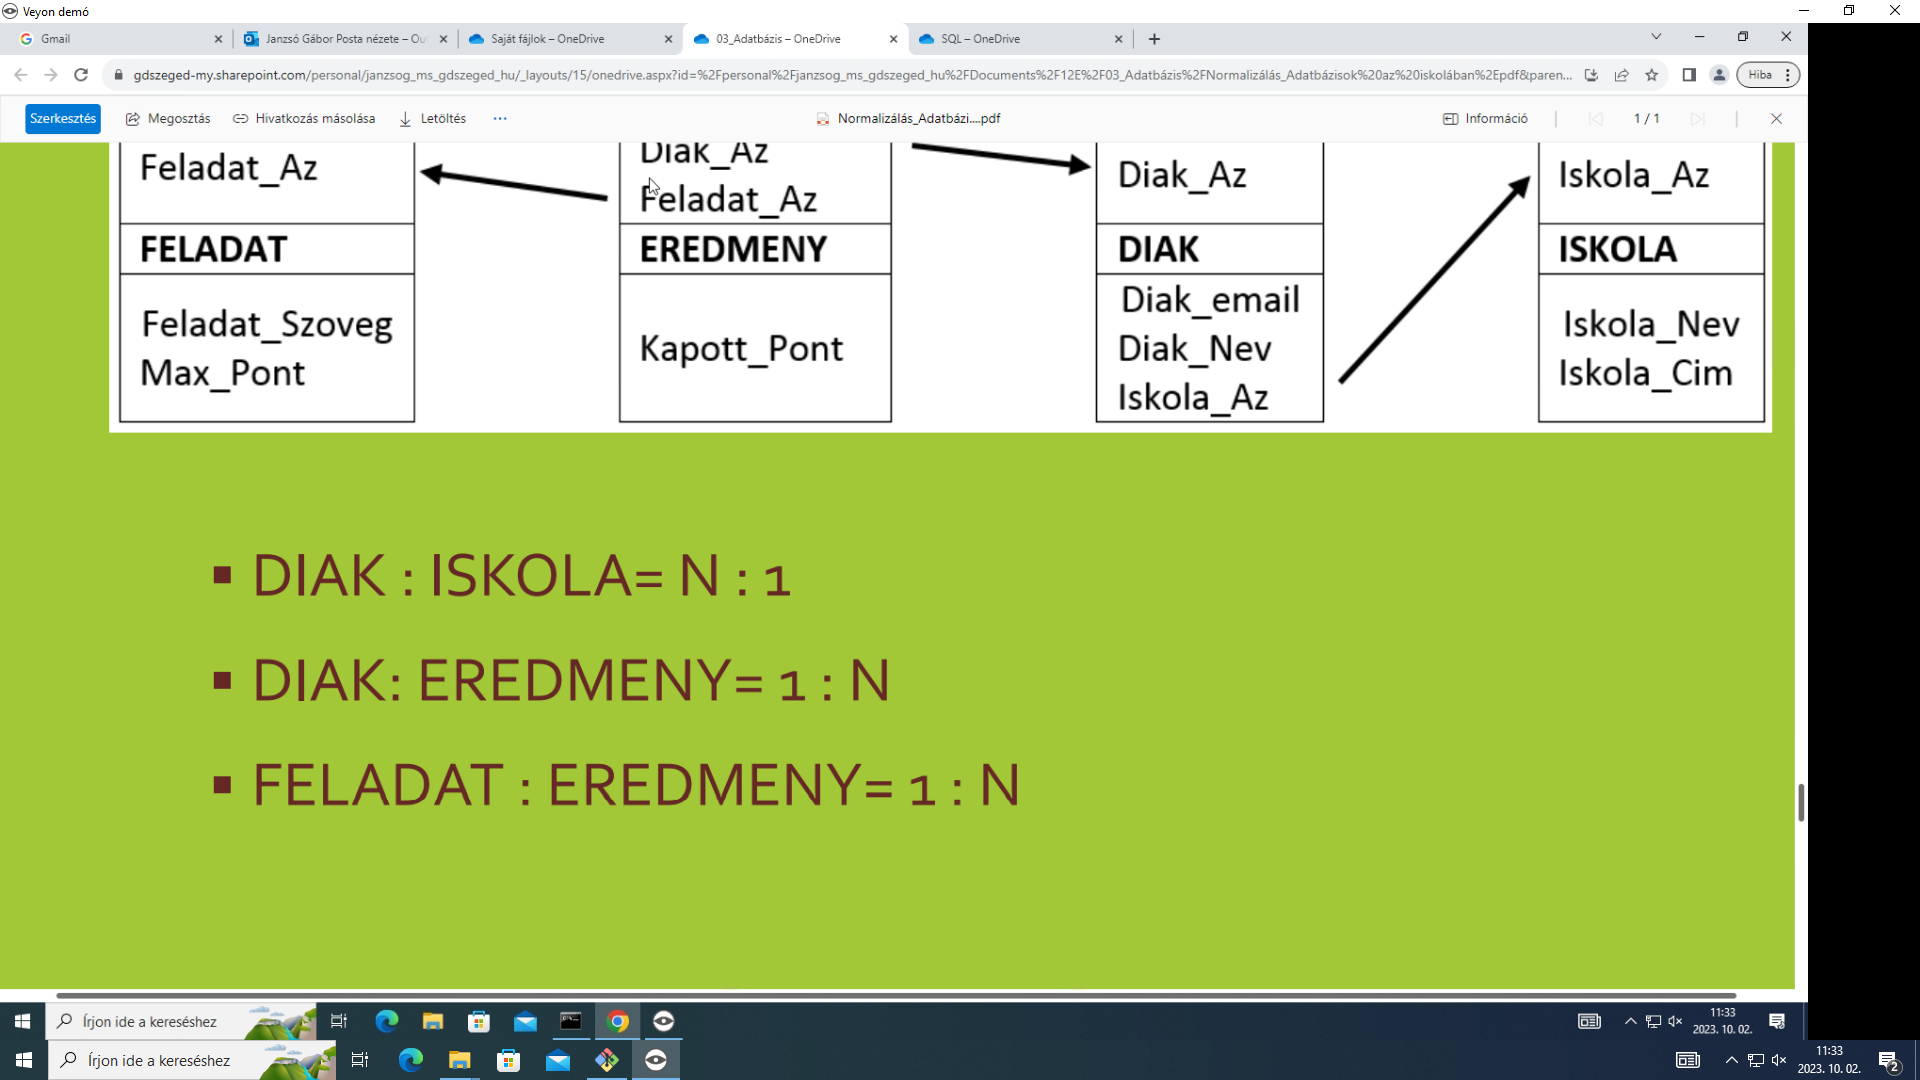 Veyon demó
Gmail
Janzsó Gábor Posta nézete – Ou
Saját fájlok – OneDrive
03_Adatbázis – OneDrive
SQL – OneDrive
gdszeged-my.sharepoint.com/personal/janzsog_ms_gdszeged_hu/_layouts/15/onedrive.aspx?id=%2Fpersonal%2Fjanzsog_ms_gdszeged_hu%2FDocuments%2F12E%2F03_Adatbázis%2FNormalizálás_Adatbázisok%20az%20iskolában%2Epdf&paren...
Hiba
Szerkesztés
Megosztás
Hivatkozás másolása
Letöltés
Normalizálás_Adatbázi....pdf
Információ
1 / 1
Feladat_Az
FELADAT
Feladat_Szoveg
Max_Pont
Diak_Az
Feladat_Az
EREDMENY
Kapott_Pont
Diak_Az
DIAK
Diak_email
Diak_Nev
Iskola_Az
Iskola_Az
ISKOLA
Iskola_Nev
Iskola_Cim
▪ DIAK : ISKOLA= N : 1
▪ DIAK: EREDMENY= 1 : N
▪ FELADAT : EREDMENY= 1 : N
Írjon ide a kereséshez
11:33
2023. 10. 02.
Írjon ide a kereséshez
11:33
2023. 10. 02.
2